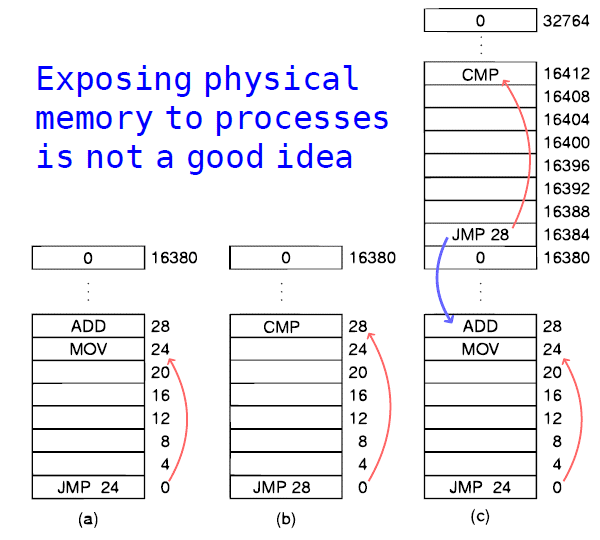 Exposing physical
memory to processes
is not a good idea
0 16380
ADD 28
MOV 24
20
16
12
8
4
JMP 24 0
(a)
0 16380
CMP 28
24
20
16
12
8
4
JMP 28 0
(b)
0 32764
CMP 16412
16408
16404
16400
16396
16392
16388
JMP 28 16384
0 16380
ADD 28
MOV 24
20
16
12
8
4
JMP 24 0
(c)